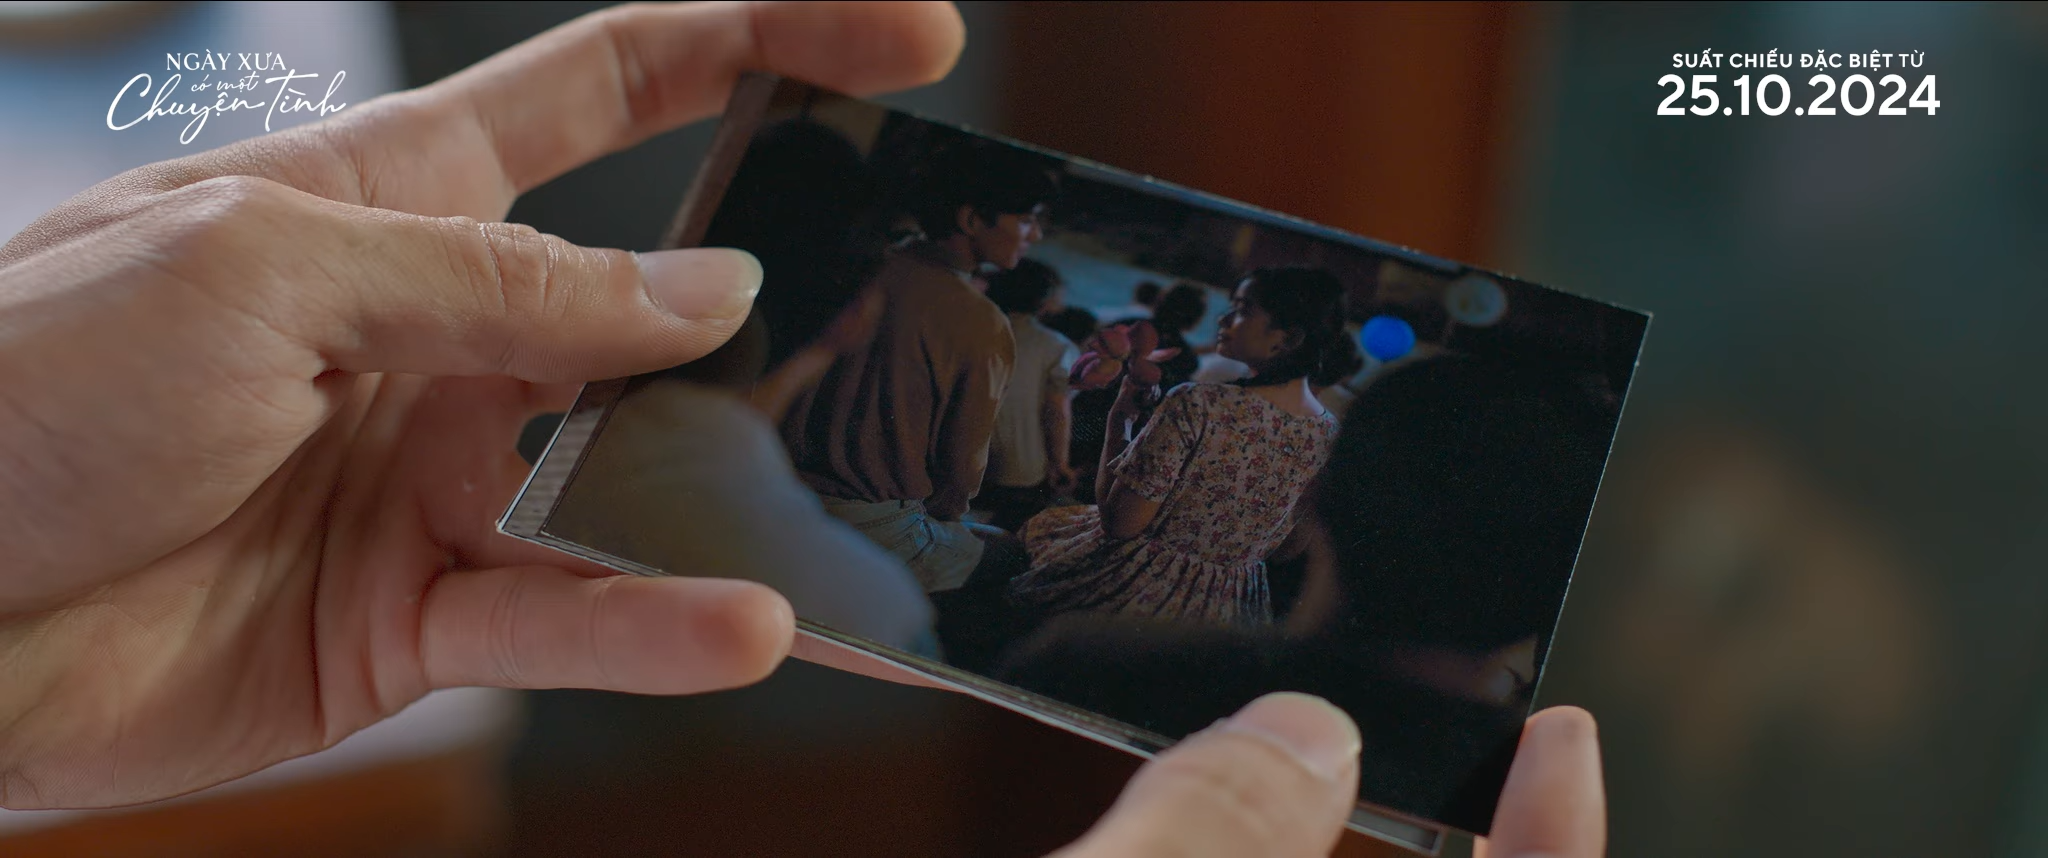 NGÀY XƯA
có một
Chuyện Tình
SUẤT CHIẾU ĐẶC BIỆT TỪ
25.10.2024